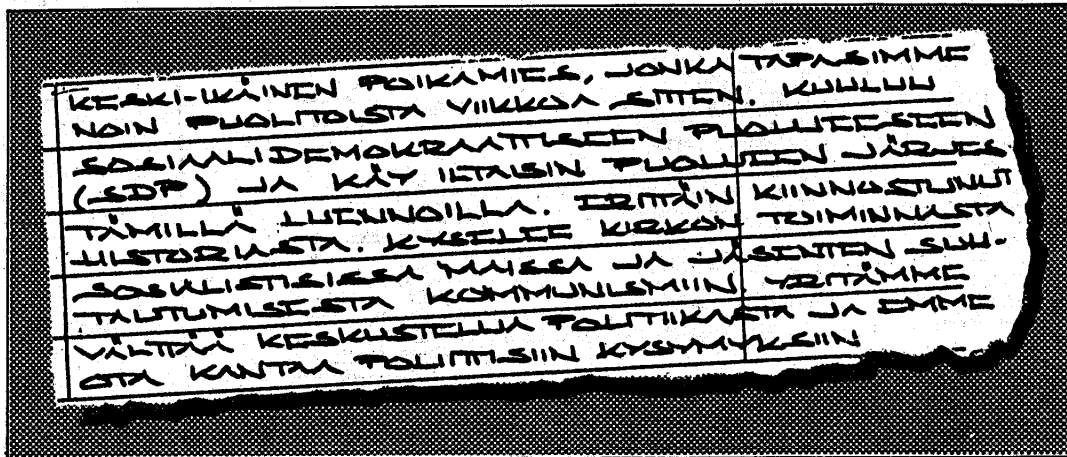 KESKI-IKÄINEN POIKAMIES, JONKA TAPASIMME
NOIN PUOLITOISTA VIIKKOA SITTEN. KUULUU
SOSIAALIDEMOKRAATTISEEN PUOLUEESEEN
(SDP) JA KÄY ILTAISIN PUOLUEEN JÄRJES
TÄMILLÄ LUENNOILLA. ERITTÄIN KIINNOSTUNUT
HISTORIASTA. KYSELEE KIRKON TOIMINNASTA
SOSIALISTISISSA MAISSA JA JÄSENTEN SUH-
TAUTUMISESTA KOMMUNISMIIN. YRITÄMME
VÄLTTÄÄ KESKUSTELUA POLITIIKASTA JA EMME
OTA KANTAA POLIITTISIIN KYSYMYKSIIN